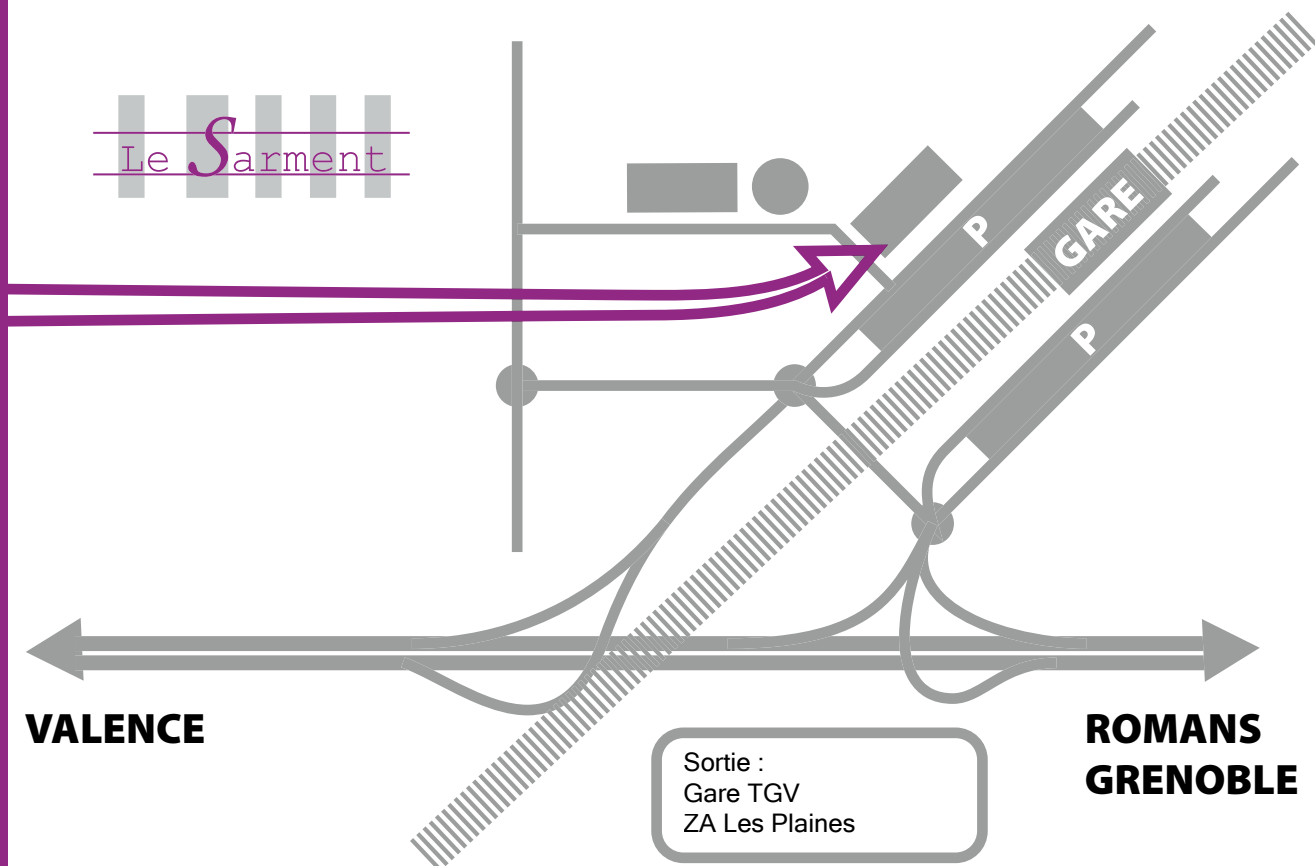 Le Sarment
P
GARE
P
VALENCE
ROMANS
GRENOBLE
Sortie :
Gare TGV
ZA Les Plaines